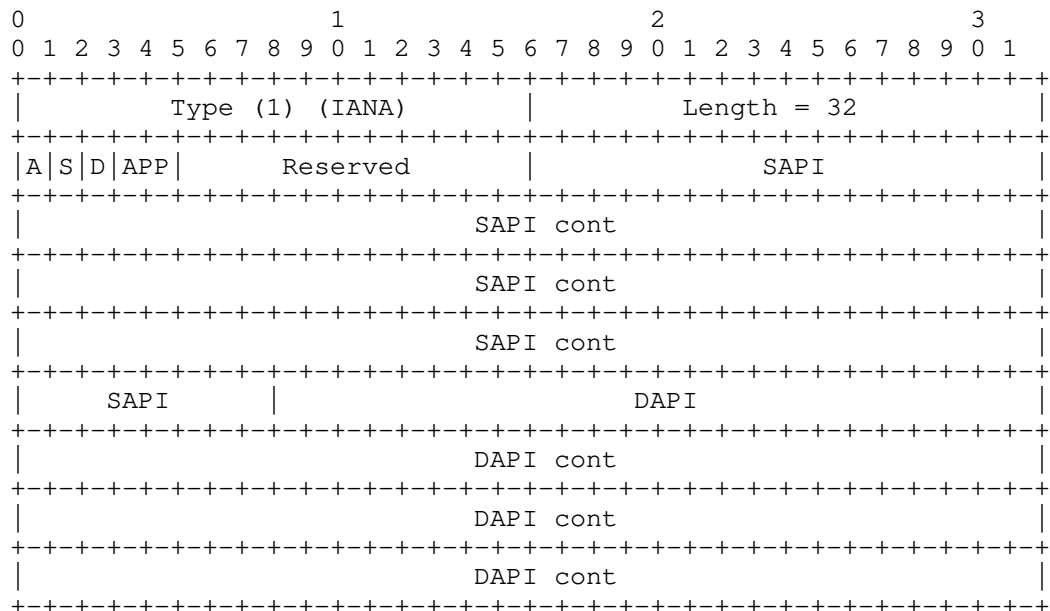 0                   1                   2                   3
0 1 2 3 4 5 6 7 8 9 0 1 2 3 4 5 6 7 8 9 0 1 2 3 4 5 6 7 8 9 0 1
+-+-+-+-+-+-+-+-+-+-+-+-+-+-+-+-+-+-+-+-+-+-+-+-+-+-+-+-+-+-+-+-+
|         Type (1) (IANA)       |         Length = 32           |
+-+-+-+-+-+-+-+-+-+-+-+-+-+-+-+-+-+-+-+-+-+-+-+-+-+-+-+-+-+-+-+-+
|A|S|D|APP|      Reserved       |              SAPI             |
+-+-+-+-+-+-+-+-+-+-+-+-+-+-+-+-+-+-+-+-+-+-+-+-+-+-+-+-+-+-+-+-+
|                            SAPI cont                          |
+-+-+-+-+-+-+-+-+-+-+-+-+-+-+-+-+-+-+-+-+-+-+-+-+-+-+-+-+-+-+-+-+
|                            SAPI cont                          |
+-+-+-+-+-+-+-+-+-+-+-+-+-+-+-+-+-+-+-+-+-+-+-+-+-+-+-+-+-+-+-+-+
|                            SAPI cont                          |
+-+-+-+-+-+-+-+-+-+-+-+-+-+-+-+-+-+-+-+-+-+-+-+-+-+-+-+-+-+-+-+-+
|     SAPI      |                      DAPI                     |
+-+-+-+-+-+-+-+-+-+-+-+-+-+-+-+-+-+-+-+-+-+-+-+-+-+-+-+-+-+-+-+-+
|                            DAPI cont                          |
+-+-+-+-+-+-+-+-+-+-+-+-+-+-+-+-+-+-+-+-+-+-+-+-+-+-+-+-+-+-+-+-+
|                            DAPI cont                          |
+-+-+-+-+-+-+-+-+-+-+-+-+-+-+-+-+-+-+-+-+-+-+-+-+-+-+-+-+-+-+-+-+
|                            DAPI cont                          |
+-+-+-+-+-+-+-+-+-+-+-+-+-+-+-+-+-+-+-+-+-+-+-+-+-+-+-+-+-+-+-+-+